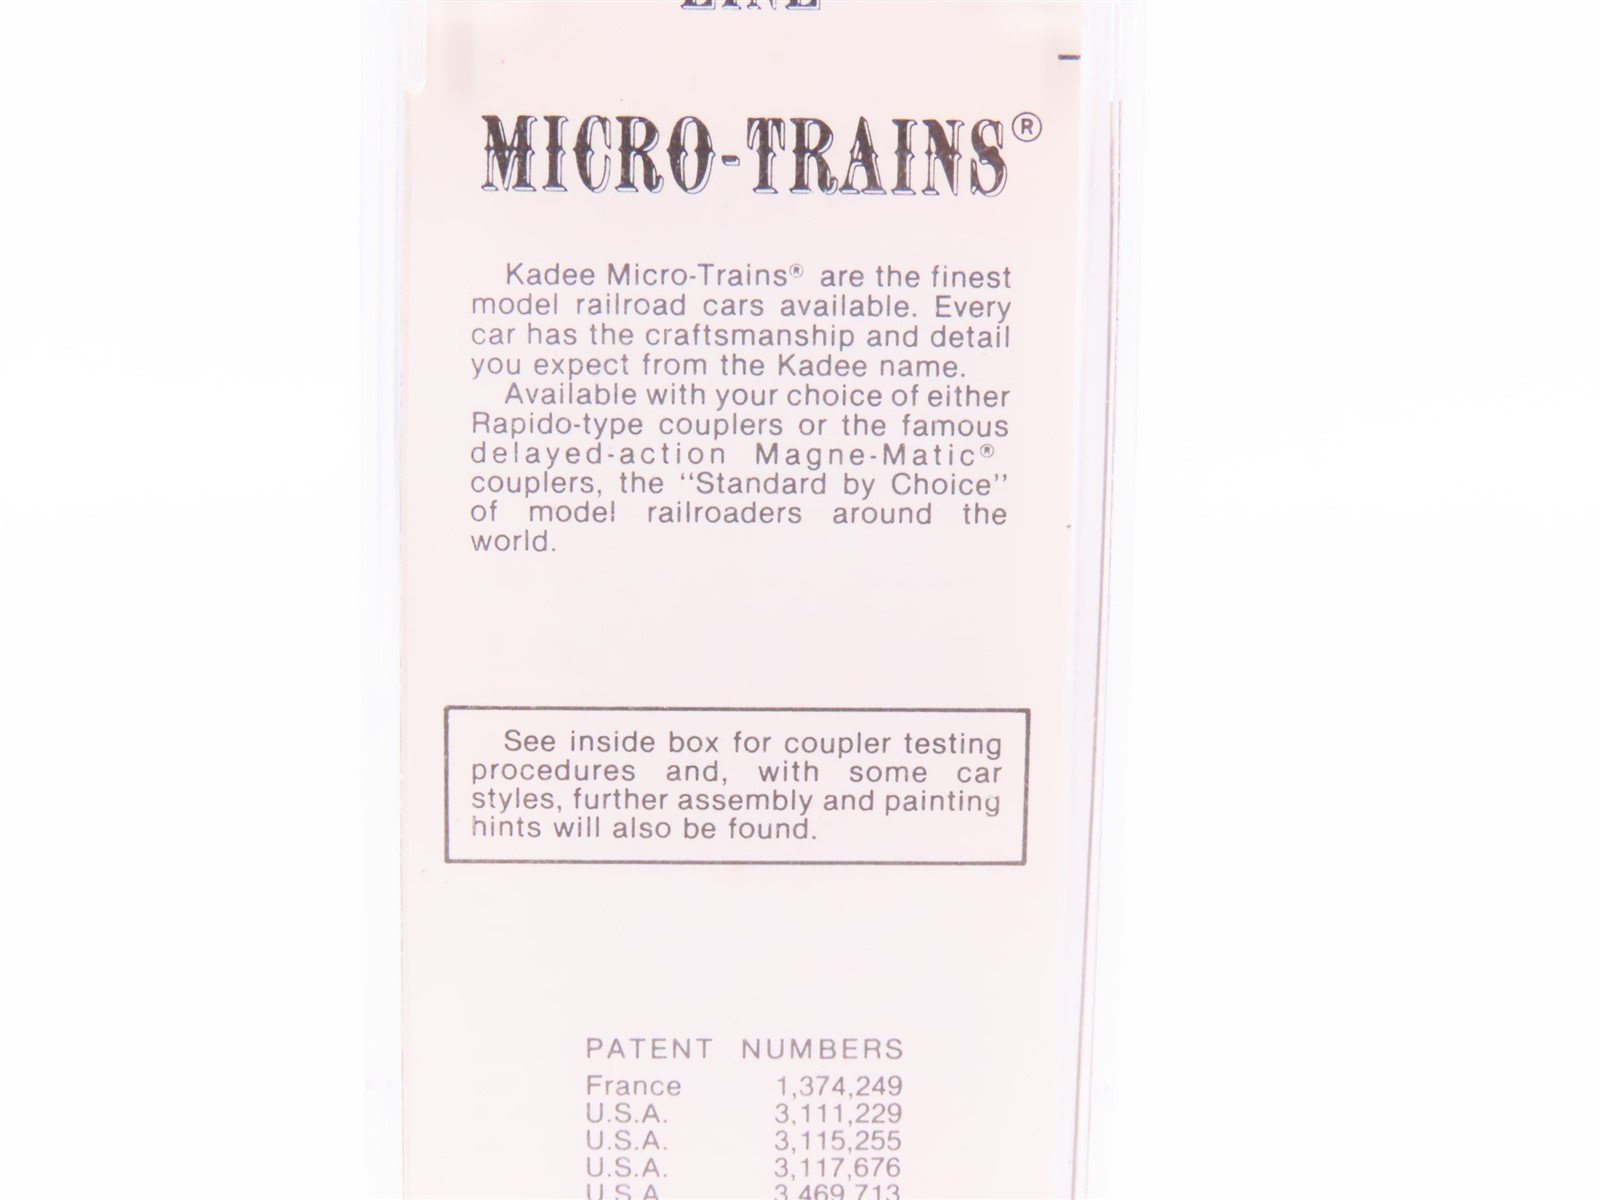 LINE
MICRO-TRAINS®
Kadee Micro-Trains® are the finest
model railroad cars available. Every
car has the craftsmanship and detail
you expect from the Kadee name.
Available with your choice of either
Rapido-type couplers or the famous
delayed-action Magne-Matic®
couplers, the “Standard by Choice”
of model railroaders around the
world.
See inside box for coupler testing
procedures and, with some car
styles, further assembly and painting
hints will also be found.
PATENT NUMBERS
France 1,374,249
U.S.A. 3,111,229
U.S.A. 3,115,255
U.S.A. 3,117,676
U.S.A. 3,469,713